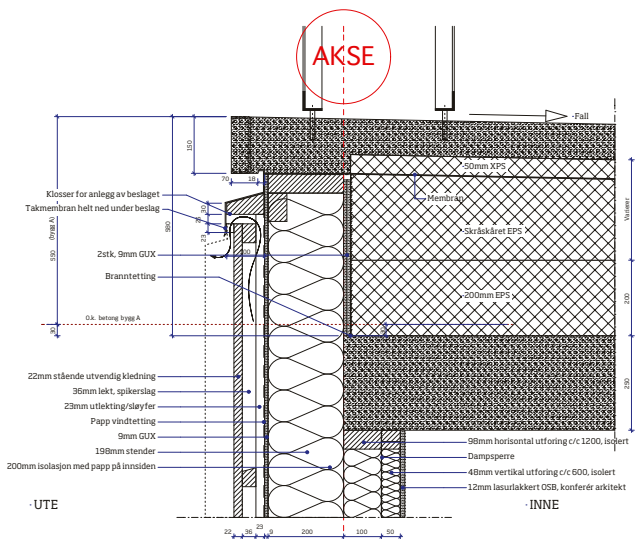 AKSE
Fall
150
70
18
50mm XPS
Membran
Varierer
Klosser for anlegg av beslaget
Takmembran helt ned under beslag
30
23
550
(bygg A)
980
Skråskåret EPS
2stk, 9mm GUX
Branntetting
200mm EPS
200
O.k. betong bygg A
30
250
22mm stående utvendig kledning
36mm lekt, spikerslag
23mm utlekting/sløyfer
Papp vindtetting
9mm GUX
198mm stender
200mm isolasjon med papp på innsiden
98mm horisontal utforing c/c 1200, isolert
Dampsperre
48mm vertikal utforing c/c 600, isolert
12mm lasurlakkert OSB, konferér arkitekt
·UTE
·INNE
22
36
23
9
200
100
50